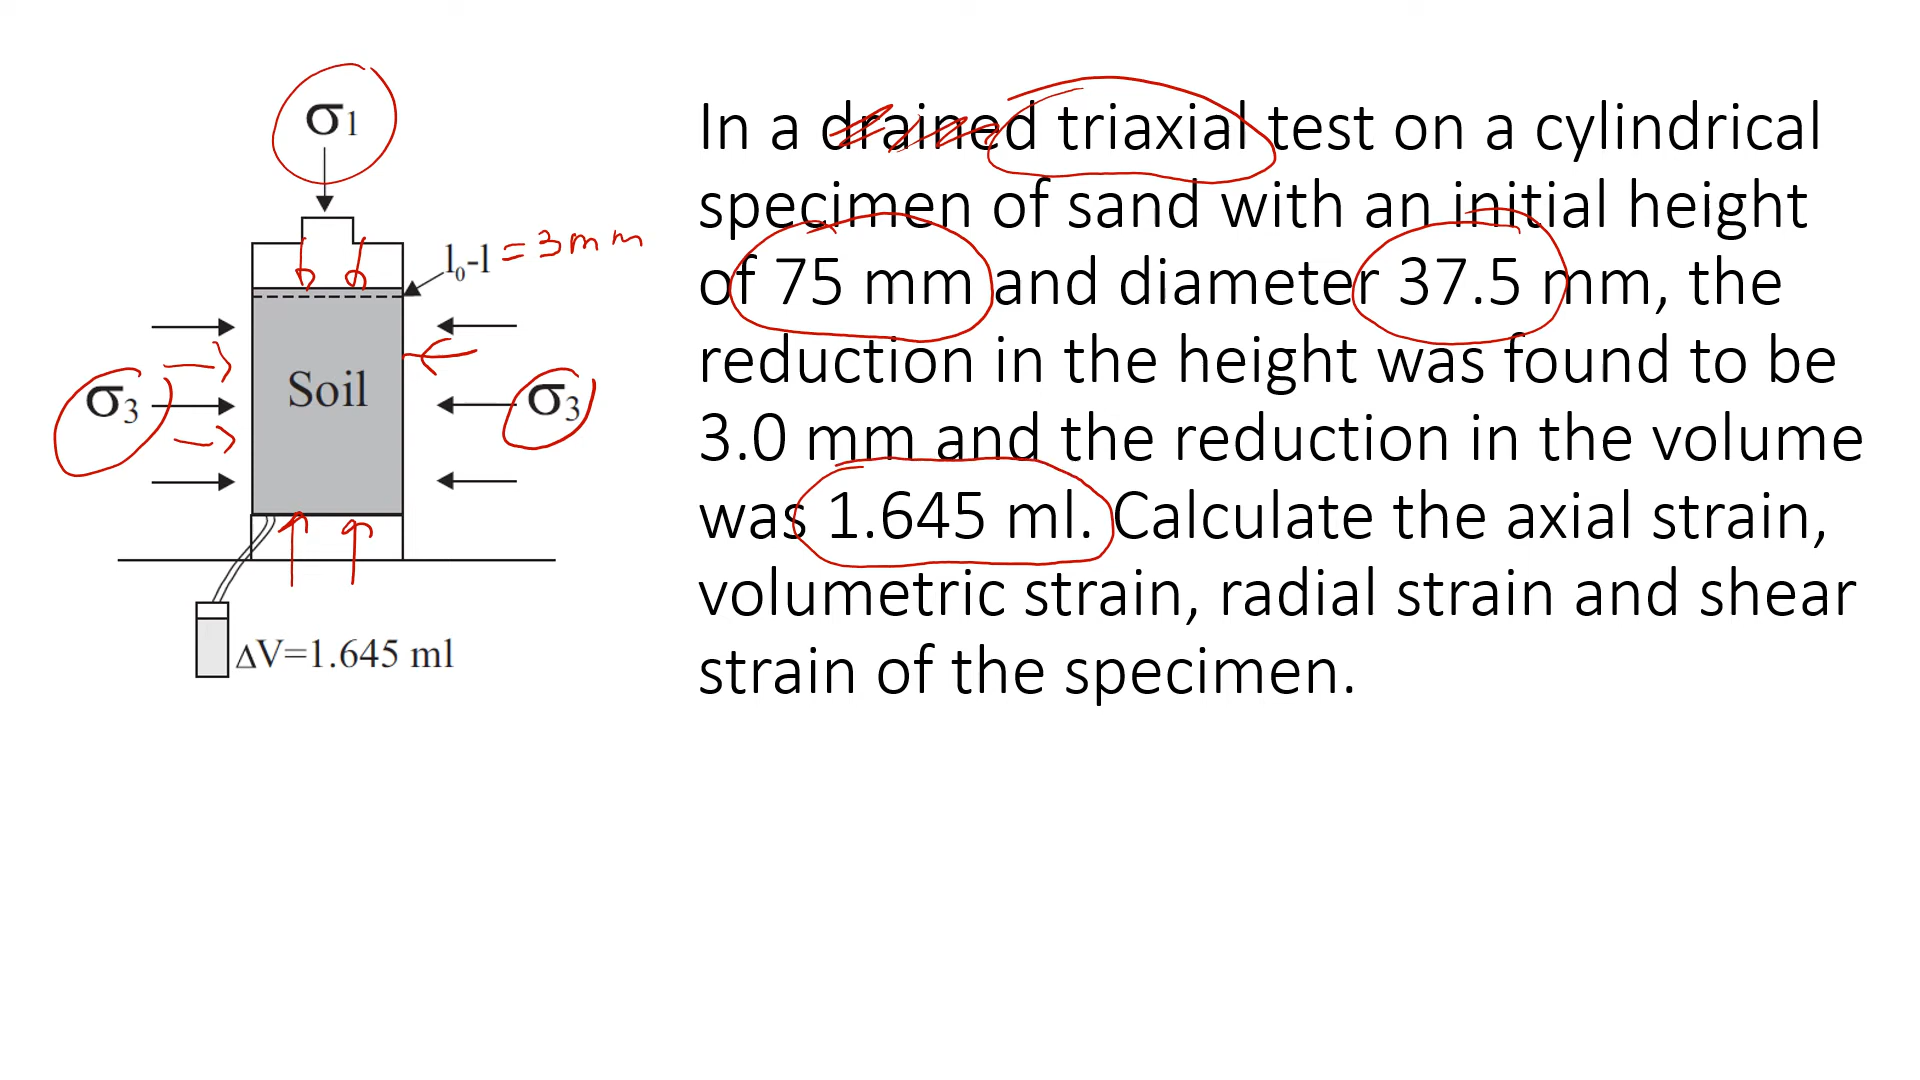 σ1
l0-l = 3mm
σ3
Soil
σ3
ΔV=1.645 ml
In a drained triaxial test on a cylindrical
specimen of sand with an initial height
of 75 mm and diameter 37.5 mm, the
reduction in the height was found to be
3.0 mm and the reduction in the volume
was 1.645 ml. Calculate the axial strain,
volumetric strain, radial strain and shear
strain of the specimen.